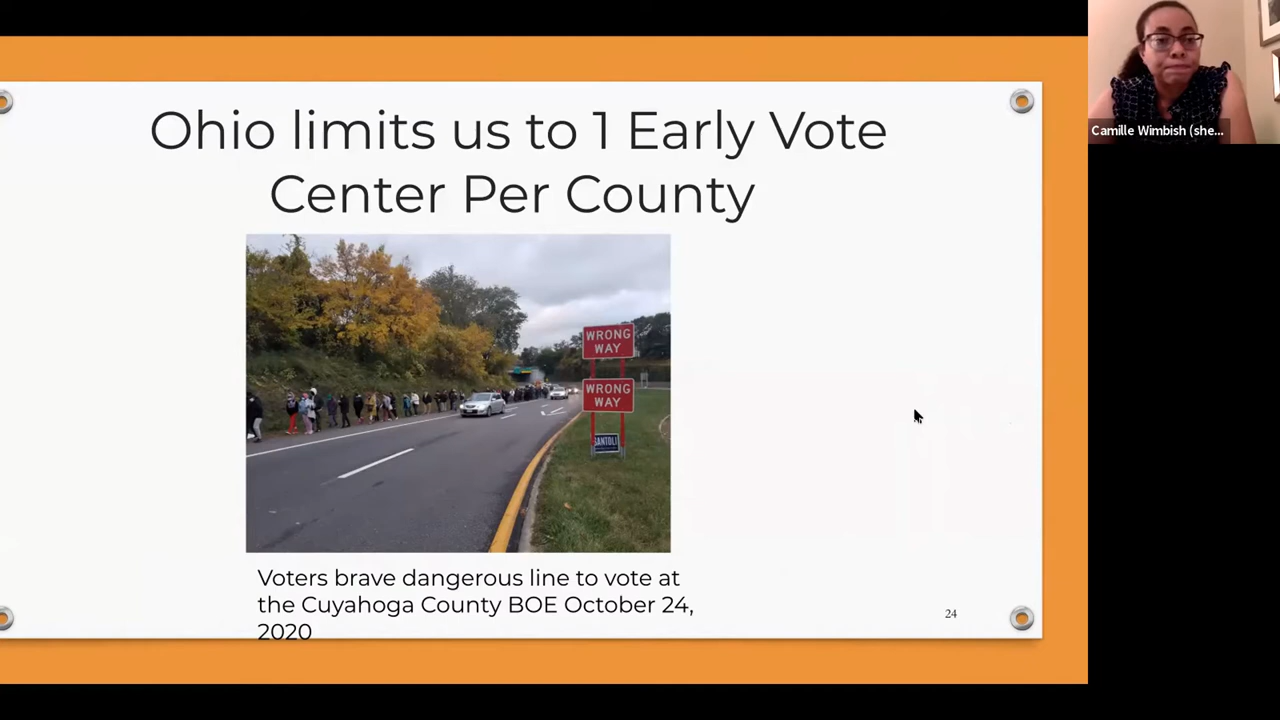 Ohio limits us to 1 Early Vote
Center Per County
Camille Wimbish (she...
WRONG
WAY
WRONG
WAY
SANTOLI
Voters brave dangerous line to vote at
the Cuyahoga County BOE October 24,
2020
24